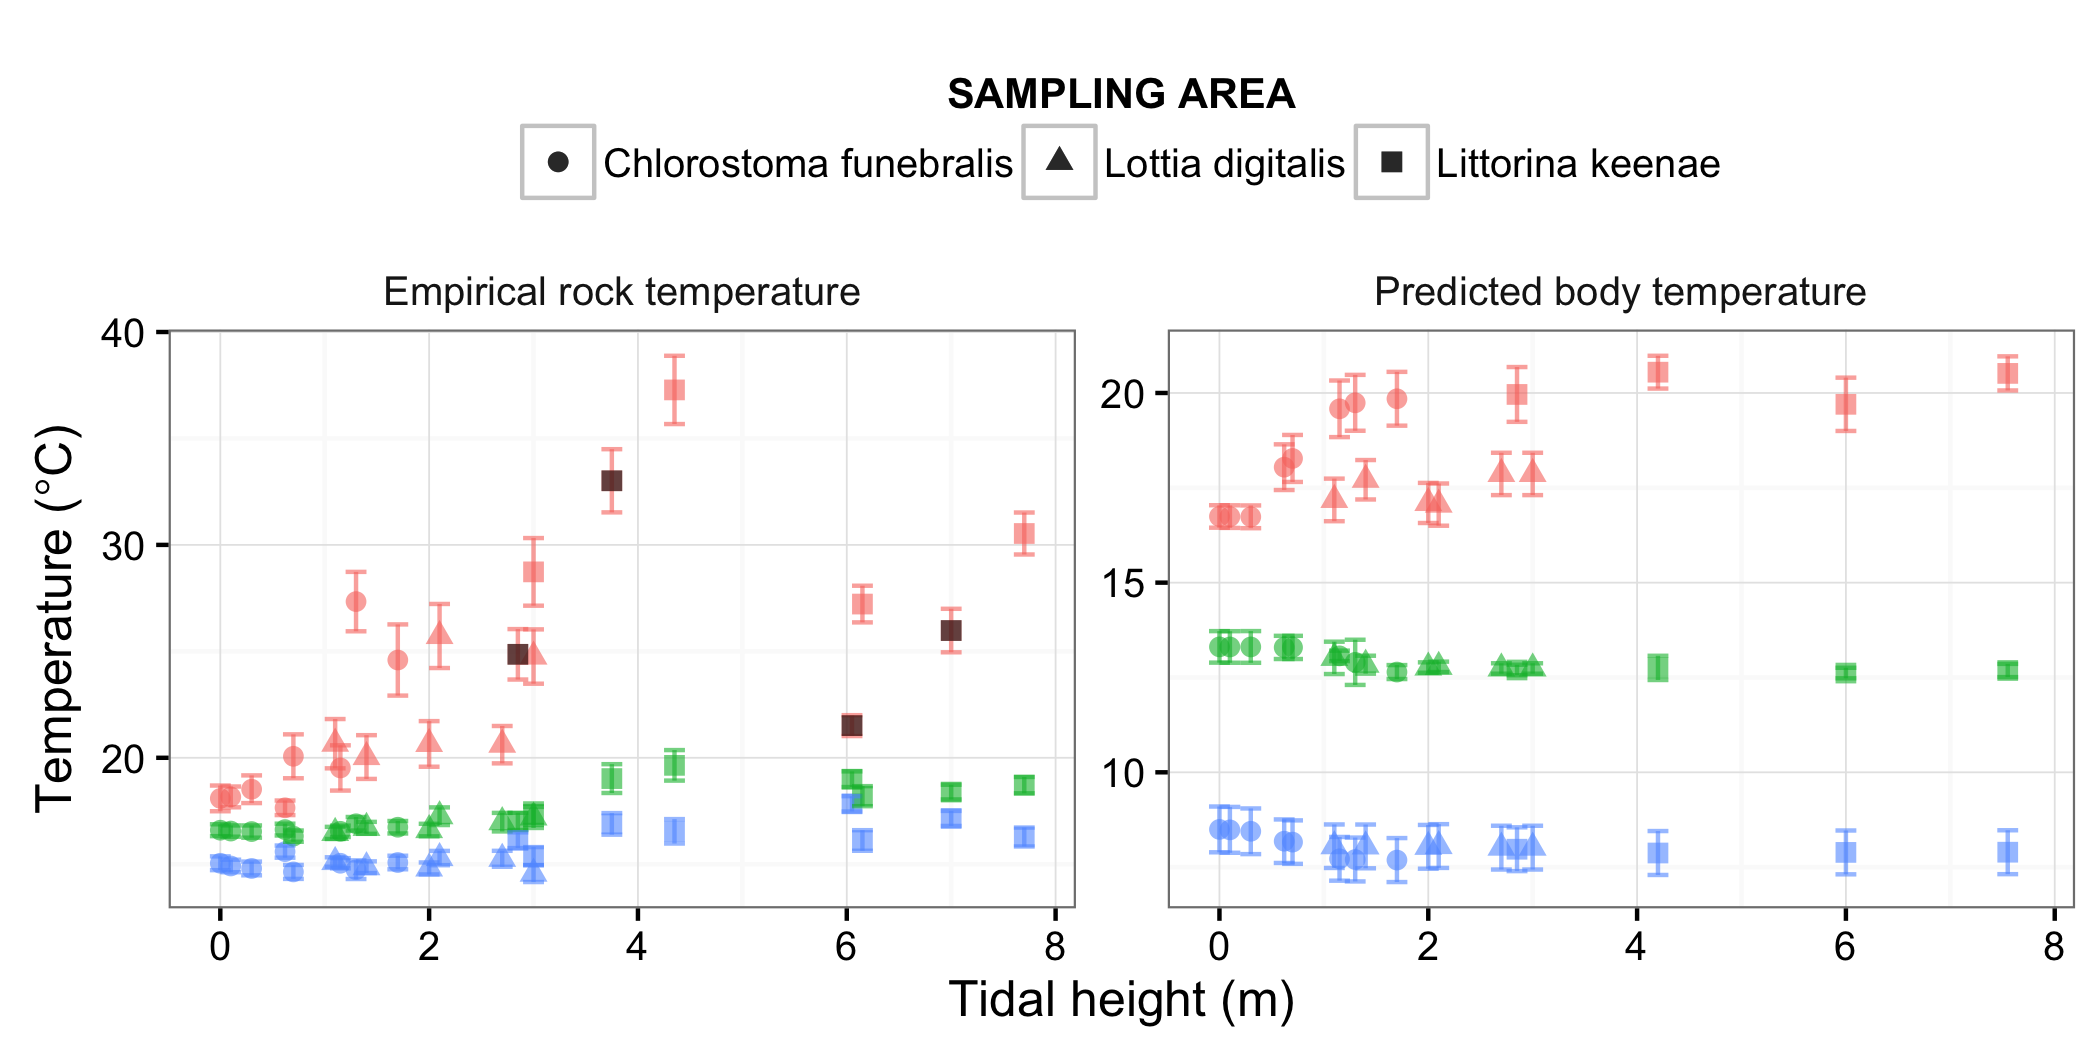 SAMPLING AREA
Chlorostoma funebralis Lottia digitalis Littorina keenae
Empirical rock temperature Predicted body temperature
Temperature (°C)
40
30
20
20
15
10
0 2 4 6 8 0 2 4 6 8
Tidal height (m)